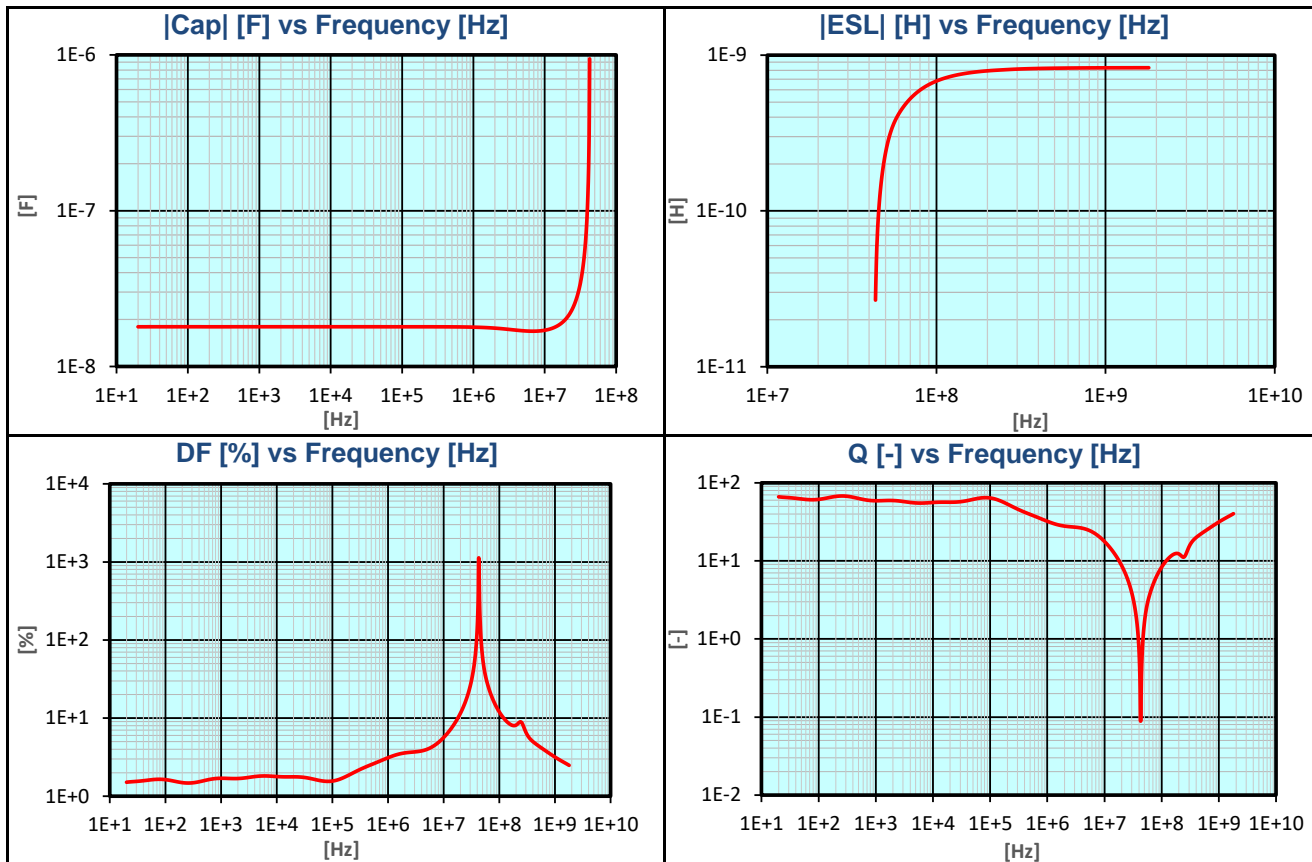 |Cap| [F] vs Frequency [Hz]
1E-6
1E-7
1E-8
[F]
1E+1 1E+2 1E+3 1E+4 1E+5 1E+6 1E+7 1E+8
[Hz]
|ESL| [H] vs Frequency [Hz]
1E-9
1E-10
1E-11
[H]
1E+7 1E+8 1E+9 1E+10
[Hz]
DF [%] vs Frequency [Hz]
1E+4
1E+3
1E+2
1E+1
1E+0
[%]
1E+1 1E+2 1E+3 1E+4 1E+5 1E+6 1E+7 1E+8 1E+9 1E+10
[Hz]
Q [-] vs Frequency [Hz]
1E+2
1E+1
1E+0
1E-1
1E-2
[-]
1E+1 1E+2 1E+3 1E+4 1E+5 1E+6 1E+7 1E+8 1E+9 1E+10
[Hz]